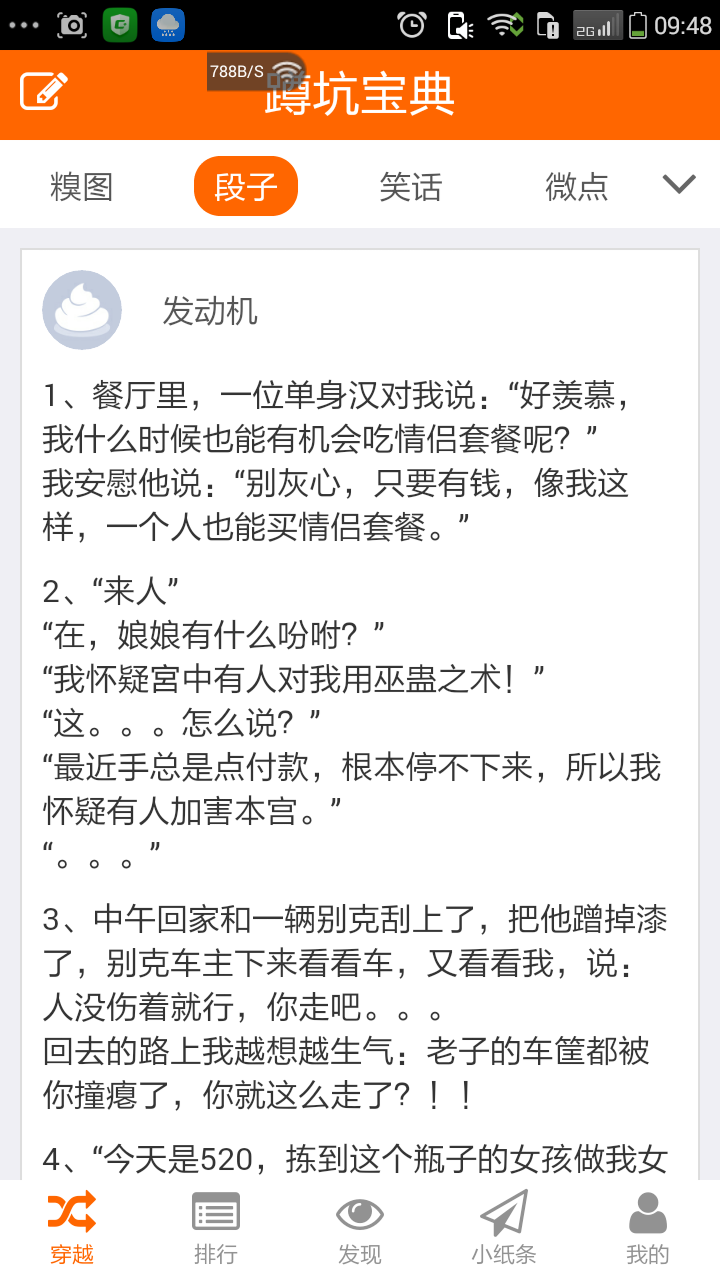 2G 09:48
788B/S
蹲坑宝典
糗图 段子 笑话 微点
发动机
1、餐厅里，一位单身汉对我说：“好羡慕，
我什么时候也能有机会吃情侣套餐呢？”
我安慰他说：“别灰心，只要有钱，像我这
样，一个人也能买情侣套餐。”
2、“来人”
“在，娘娘有什么吩咐？”
“我怀疑宫中有人对我用巫蛊之术！”
“这。。。怎么说？”
“最近手总是点付款，根本停不下来，所以我
怀疑有人加害本宫。”
“。。。”
3、中午回家和一辆别克刮上了，把他蹭掉漆
了，别克车主下来看看车，又看看我，说：
人没伤着就行，你走吧。。。
回去的路上我越想越生气：老子的车筐都被
你撞瘪了，你就这么走了？！！
4、“今天是520，拣到这个瓶子的女孩做我女
穿越 排行 发现 小纸条 我的